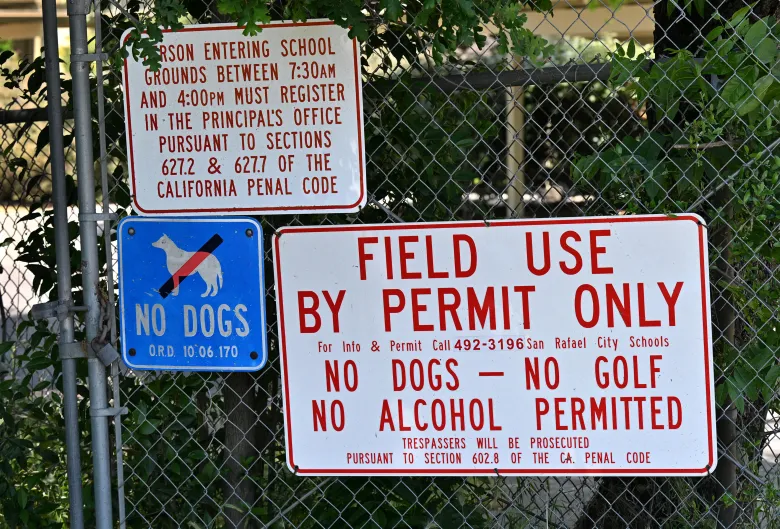 PERSON ENTERING SCHOOL
GROUNDS BETWEEN 7:30AM
AND 4:00PM MUST REGISTER
IN THE PRINCIPAL'S OFFICE
PURSUANT TO SECTIONS
627.2 & 627.7 OF THE
CALIFORNIA PENAL CODE
NO DOGS
O.R.D. 10.06.170
FIELD USE
BY PERMIT ONLY
For Info & Permit Call 492-3196 San Rafael City Schools
NO DOGS — NO GOLF
NO ALCOHOL PERMITTED
TRESPASSERS WILL BE PROSECUTED
PURSUANT TO SECTION 602.8 OF THE CA. PENAL CODE